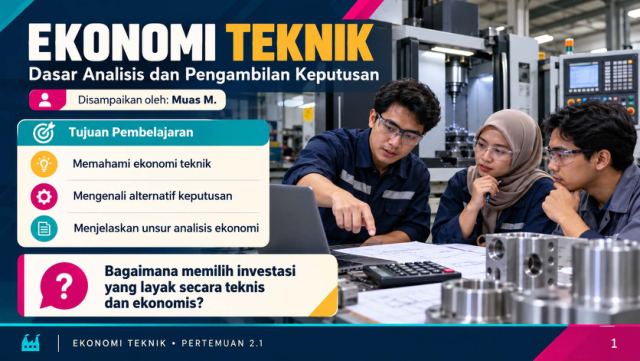 EKONOMI TEKNIK
Dasar Analisis dan Pengambilan Keputusan
Disampaikan oleh: Muas M.
Tujuan Pembelajaran
Memahami ekonomi teknik
Mengenali alternatif keputusan
Menjelaskan unsur analisis ekonomi
?
Bagaimana memilih investasi
yang layak secara teknis
dan ekonomis?
EKONOMI TEKNIK • PERTEMUAN 2.1
1